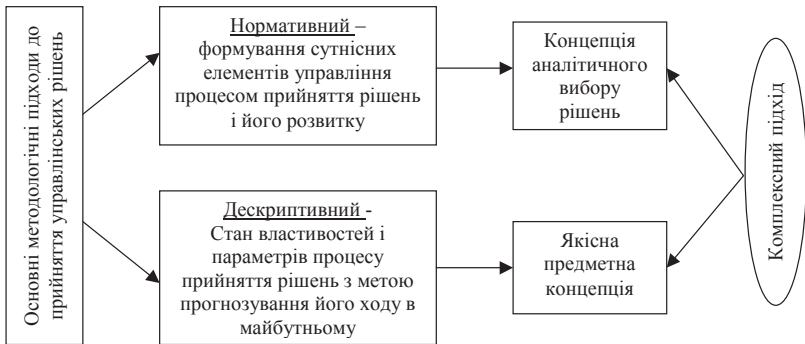 Основні методологічні підходи до
прийняття управлінських рішень
Нормативний –
формування сутнісних
елементів управління
процесом прийняття рішень
і його розвитку
Концепція
аналітичного
вибору
рішень
Дескриптивний -
Стан властивостей і
параметрів процесу
прийняття рішень з метою
прогнозування його ходу в
майбутньому
Якісна
предметна
концепція
Комплексний підхід